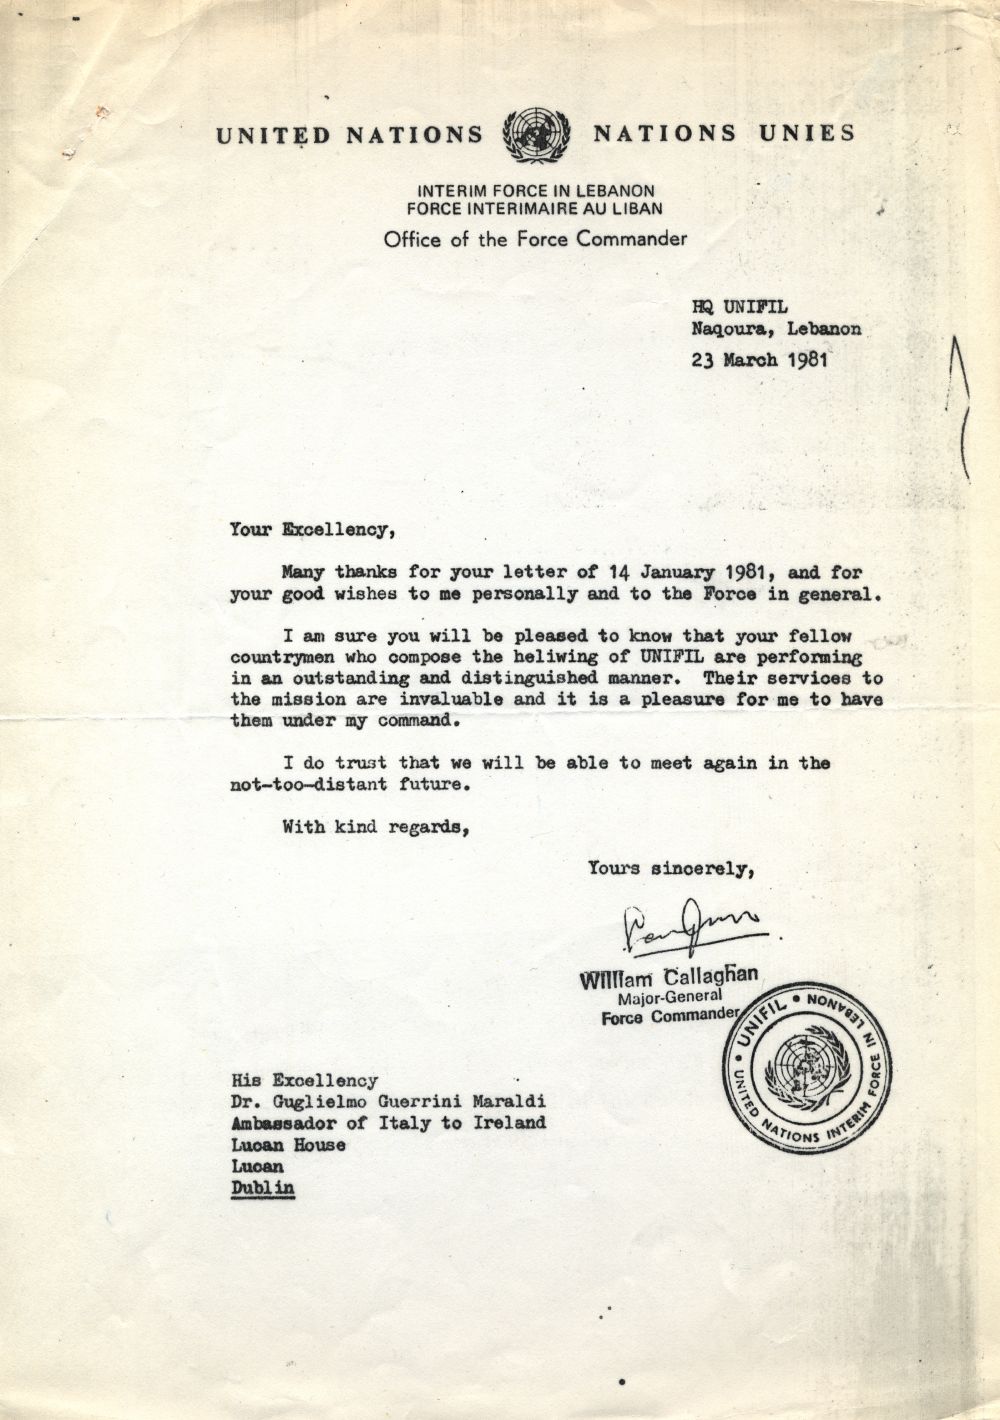 UNITED NATIONS NATIONS UNIES
INTERIM FORCE IN LEBANON
FORCE INTERIMAIRE AU LIBAN
Office of the Force Commander
HQ UNIFIL
Naqoura, Lebanon
23 March 1981
Your Excellency,
Many thanks for your letter of 14 January 1981, and for
your good wishes to me personally and to the Force in general.
I am sure you will be pleased to know that your fellow
countrymen who compose the heliwing of UNIFIL are performing
in an outstanding and distinguished manner. Their services to
the mission are invaluable and it is a pleasure for me to have
them under my command.
I do trust that we will be able to meet again in the
not-too-distant future.
With kind regards,
Yours sincerely,
William Callaghan
Major-General
Force Commander
• UNIFIL •
UNITED NATIONS INTERIM FORCE IN LEBANON
His Excellency
Dr. Guglielmo Guerrini Maraldi
Ambassador of Italy to Ireland
Lucan House
Lucan
Dublin